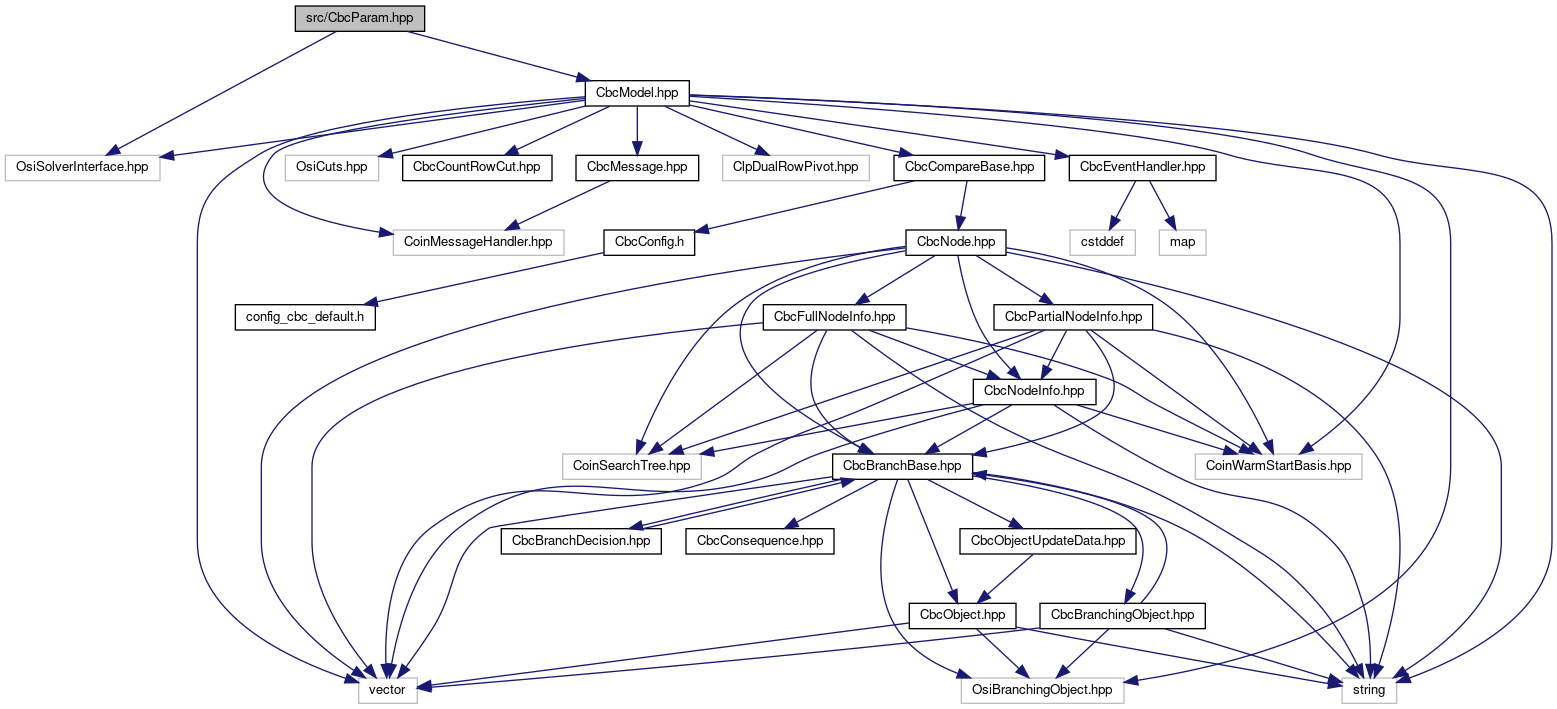 src/CbcParam.hpp
CbcModel.hpp
OsiSolverInterface.hpp
OsiCuts.hpp
CbcCountRowCut.hpp
CbcMessage.hpp
ClpDualRowPivot.hpp
CbcCompareBase.hpp
CbcEventHandler.hpp
CoinMessageHandler.hpp
CbcConfig.h
CbcNode.hpp
cstddef
map
config_cbc_default.h
CbcFullNodeInfo.hpp
CbcPartialNodeInfo.hpp
CbcNodeInfo.hpp
CoinSearchTree.hpp
CbcBranchBase.hpp
CoinWarmStartBasis.hpp
CbcBranchDecision.hpp
CbcConsequence.hpp
CbcObjectUpdateData.hpp
CbcObject.hpp
CbcBranchingObject.hpp
vector
OsiBranchingObject.hpp
string